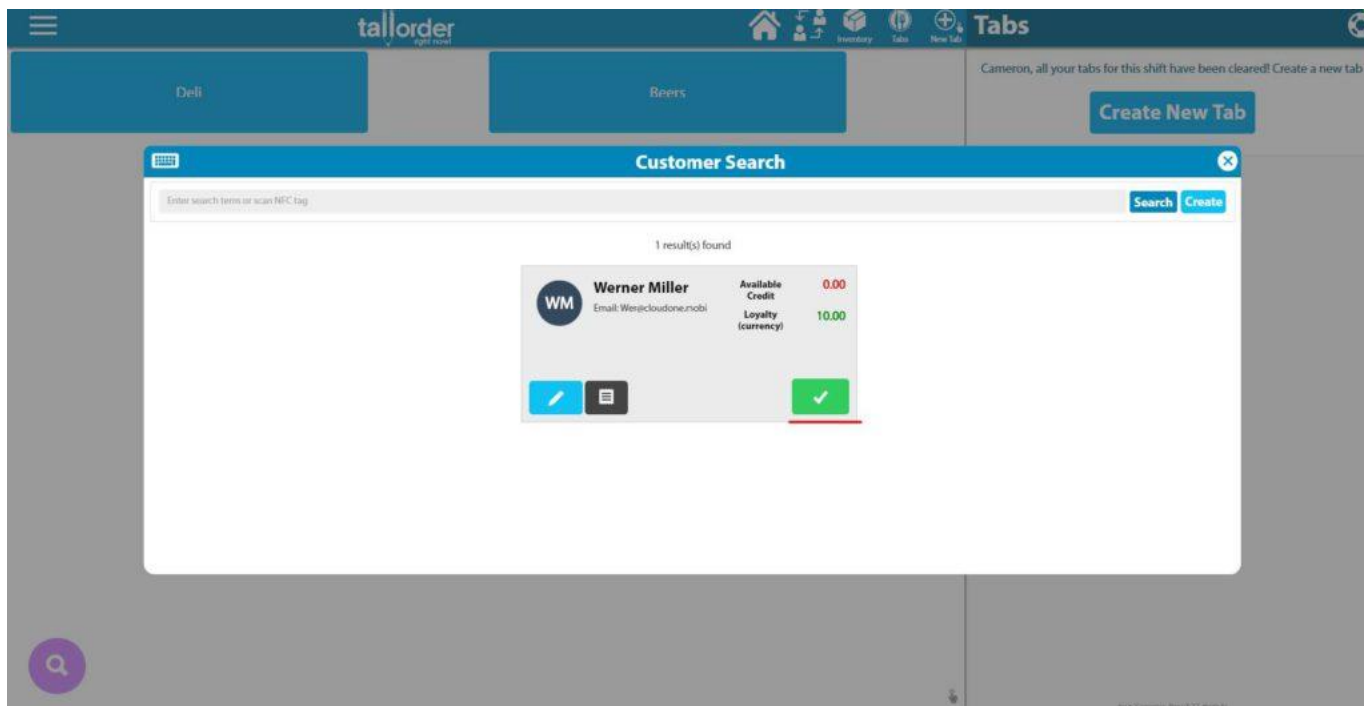 tallorder
right now!
Inventory
Tabs
New Tab
Tabs
Deli
Beers
Cameron, all your tabs for this shift have been cleared! Create a new tab
Create New Tab
Customer Search
Enter search term or scan NFC tag
Search
Create
1 result(s) found
WM
Werner Miller
Email: Wer@cloudone.mobi
Available
Credit
0.00
Loyalty
(currency)
10.00